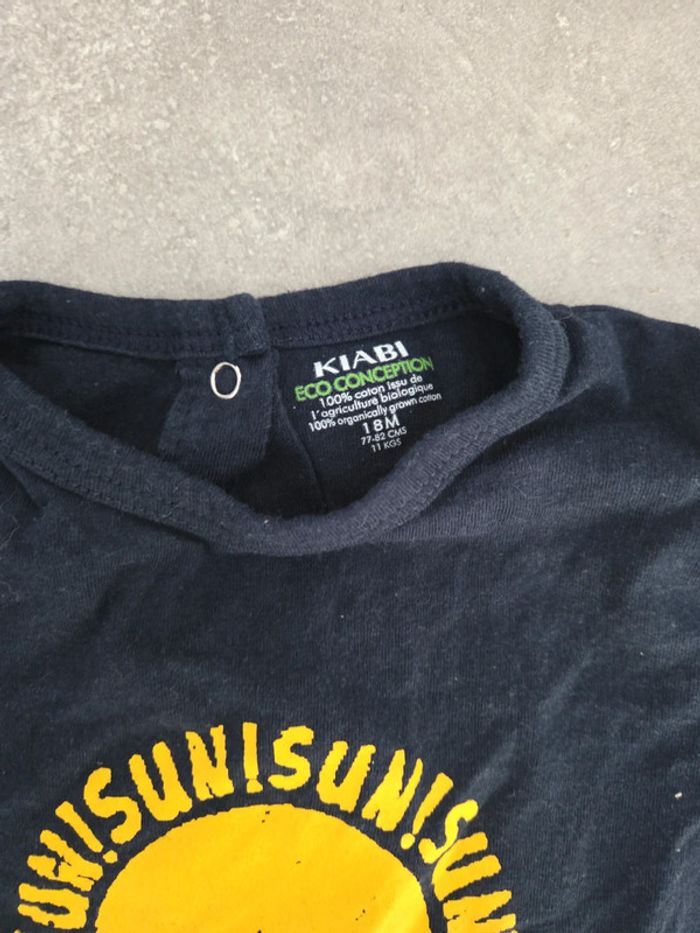 KIABI
ECO CONCEPTION
100% coton issu de
l'agriculture biologique
100% organically grown cotton
18M
77-82 CMS
11 KGS
UN!SUN!SUN!SUN